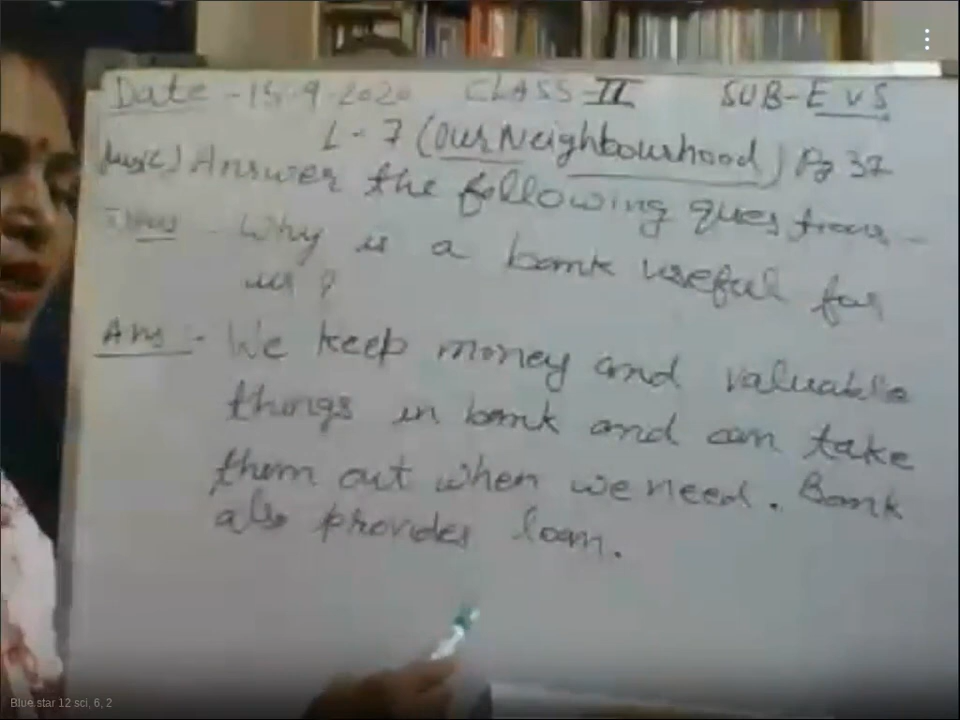 Date - 15-9-2020 CLASS-II SUB-EVS
L-7 (Our Neighbourhood) Pg 37
Answer the following questions -
Why is a bank useful for
us ?
Ans - We keep money and valuable
things in bank and can take
them out when we need. Bank
also provides loan.
Blue star 12 sci, 6, 2